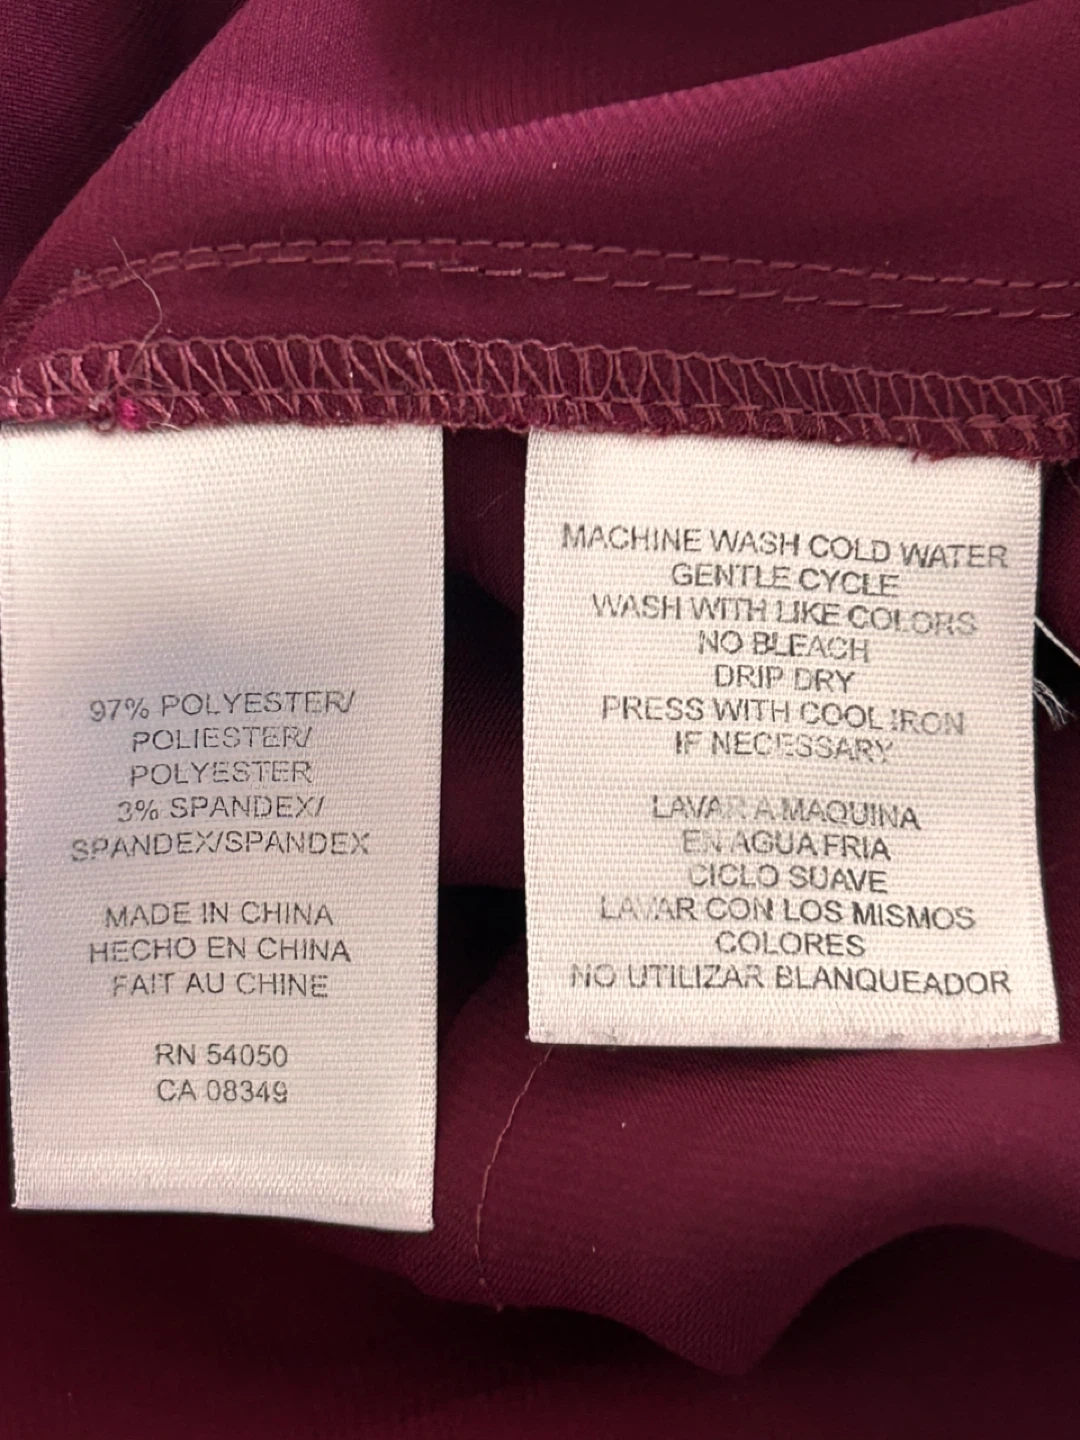 97% POLYESTER/
POLIESTER/
POLYESTER
3% SPANDEX/
SPANDEX/SPANDEX
MADE IN CHINA
HECHO EN CHINA
FAIT AU CHINE
RN 54050
CA 08349
MACHINE WASH COLD WATER
GENTLE CYCLE
WASH WITH LIKE COLORS
NO BLEACH
DRIP DRY
PRESS WITH COOL IRON
IF NECESSARY
LAVAR A MAQUINA
EN AGUA FRIA
CICLO SUAVE
LAVAR CON LOS MISMOS
COLORES
NO UTILIZAR BLANQUEADOR